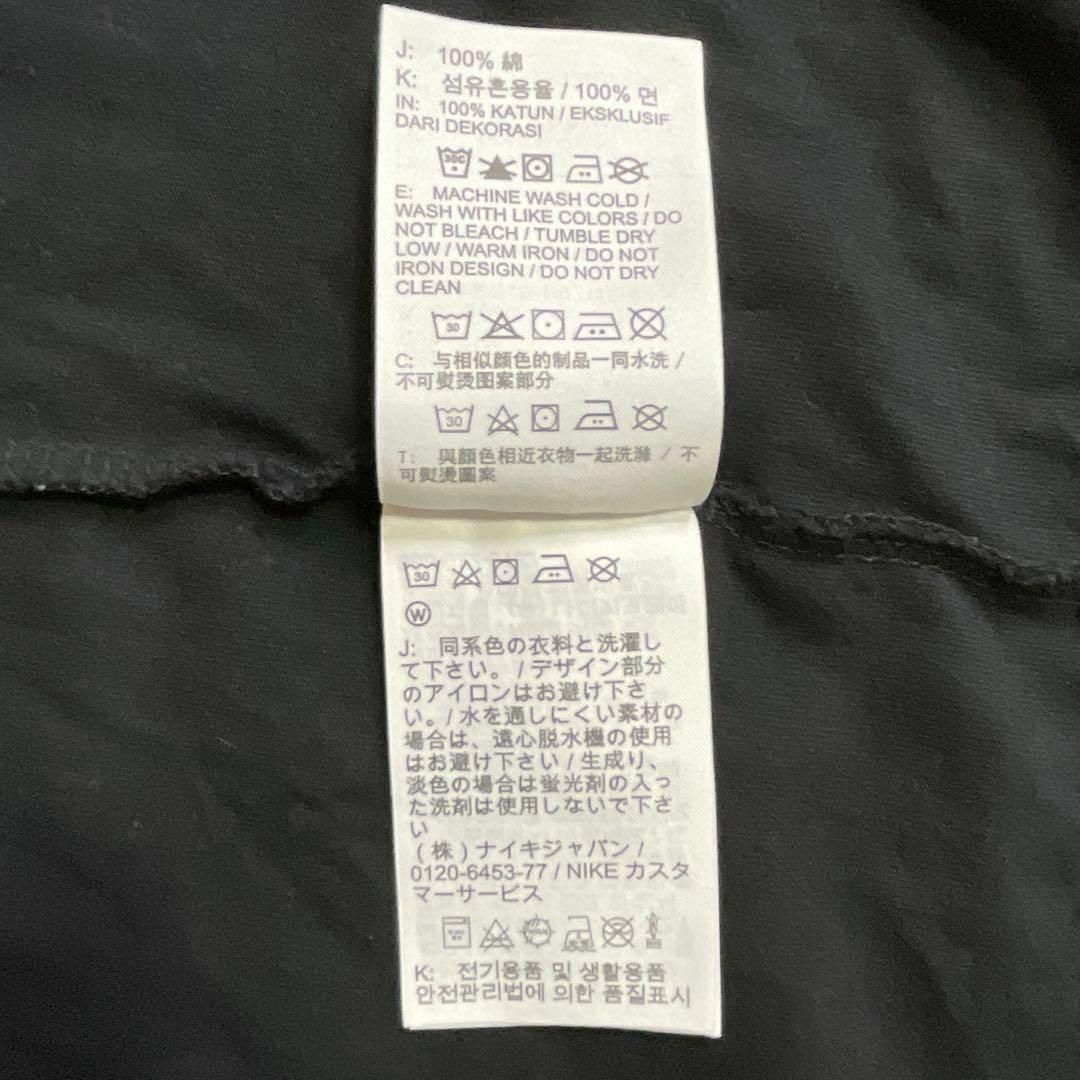 J: 100% 綿
K: 섬유혼용율 / 100% 면
IN: 100% KATUN / EKSKLUSIF
DARI DEKORASI
30C
E: MACHINE WASH COLD /
WASH WITH LIKE COLORS / DO
NOT BLEACH / TUMBLE DRY
LOW / WARM IRON / DO NOT
IRON DESIGN / DO NOT DRY
CLEAN
30
C: 与相似颜色的制品一同水洗 /
不可熨烫图案部分
30
T: 與顏色相近衣物一起洗滌 / 不
可熨燙圖案
30
W
J: 同系色の衣料と洗濯し
て下さい。/ デザイン部分
のアイロンはお避け下さ
い。/ 水を通しにくい素材の
場合は、遠心脱水機の使用
はお避け下さい / 生成り、
淡色の場合は蛍光剤の入っ
た洗剤は使用しないで下さ
い
(株) ナイキジャパン /
0120-6453-77 / NIKE カスタ
マーサービス
K: 전기용품 및 생활용품
안전관리법에 의한 품질표시